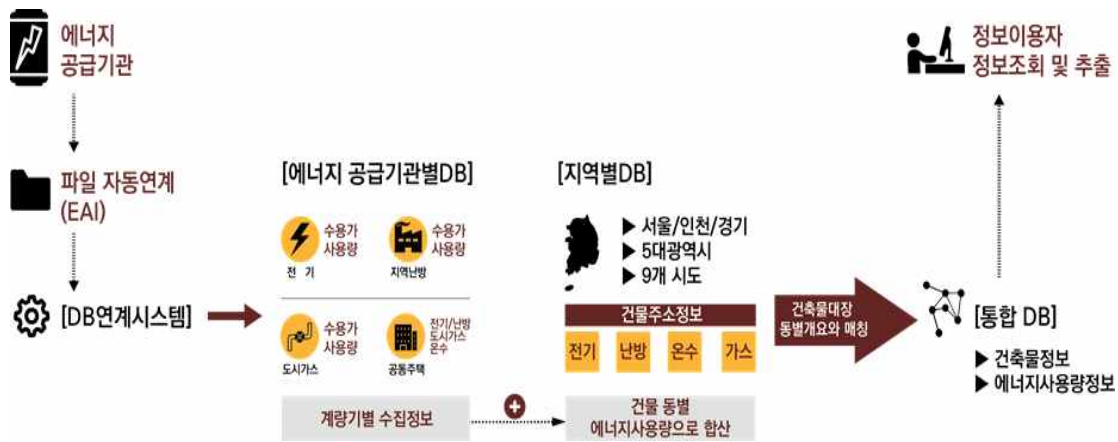 에너지
공급기관
파일 자동연계
(EAI)
[DB연계시스템]
[에너지 공급기관별DB]
수용가
사용량
전 기
수용가
사용량
지역난방
수용가
사용량
도시가스
전기/난방
도시가스
온수
공동주택
계량기별 수집정보
[지역별DB]
▶ 서울/인천/경기
▶ 5대광역시
▶ 9개 시도
건물주소정보
전기
난방
온수
가스
건물 동별
에너지사용량으로 합산
건축물대장
동별개요와 매칭
정보이용자
정보조회 및 추출
[통합 DB]
▶ 건축물정보
▶ 에너지사용량정보